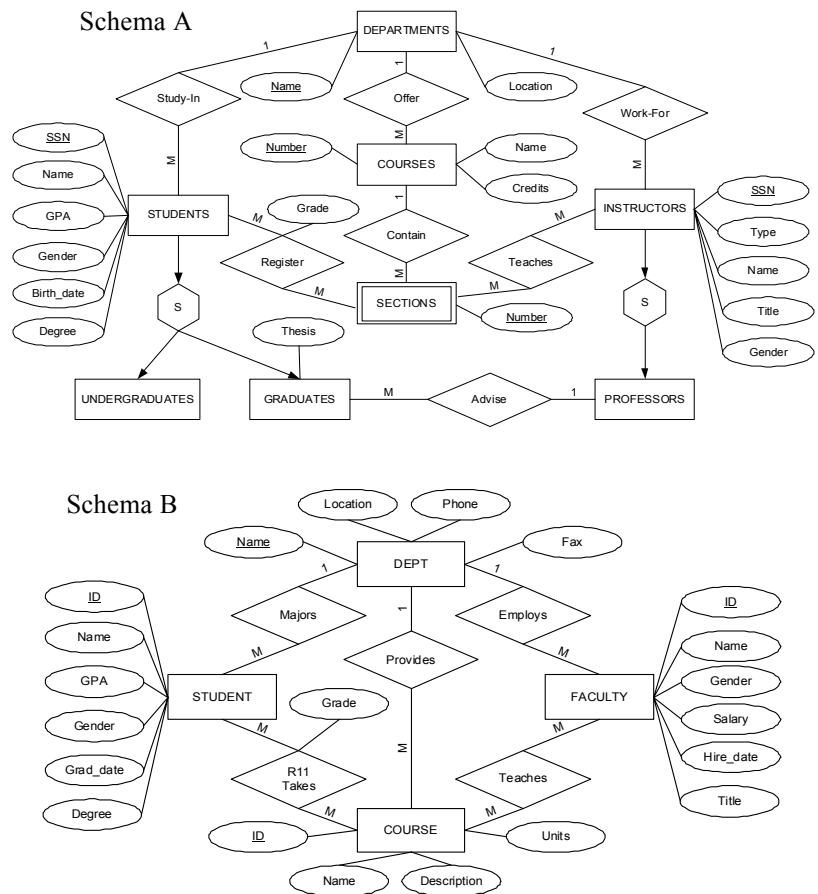 Schema A
DEPARTMENTS
1
1
1
Name
Location
Study-In
Offer
Work-For
M
M
M
SSN
Name
GPA
Gender
Birth_date
Degree
STUDENTS
Number
COURSES
Name
Credits
1
Grade
M
Register
M
Contain
M
M
Teaches
M
INSTRUCTORS
SSN
Type
Name
Title
Gender
SECTIONS
Number
S
S
Thesis
UNDERGRADUATES
GRADUATES
M
Advise
1
PROFESSORS
Schema B
Location
Phone
Name
Fax
DEPT
1
1
1
Majors
Employs
M
M
Provides
M
ID
Name
GPA
Gender
Grad_date
Degree
STUDENT
FACULTY
ID
Name
Gender
Salary
Hire_date
Title
Grade
M
R11
Takes
M
M
Teaches
M
COURSE
ID
Units
Name
Description